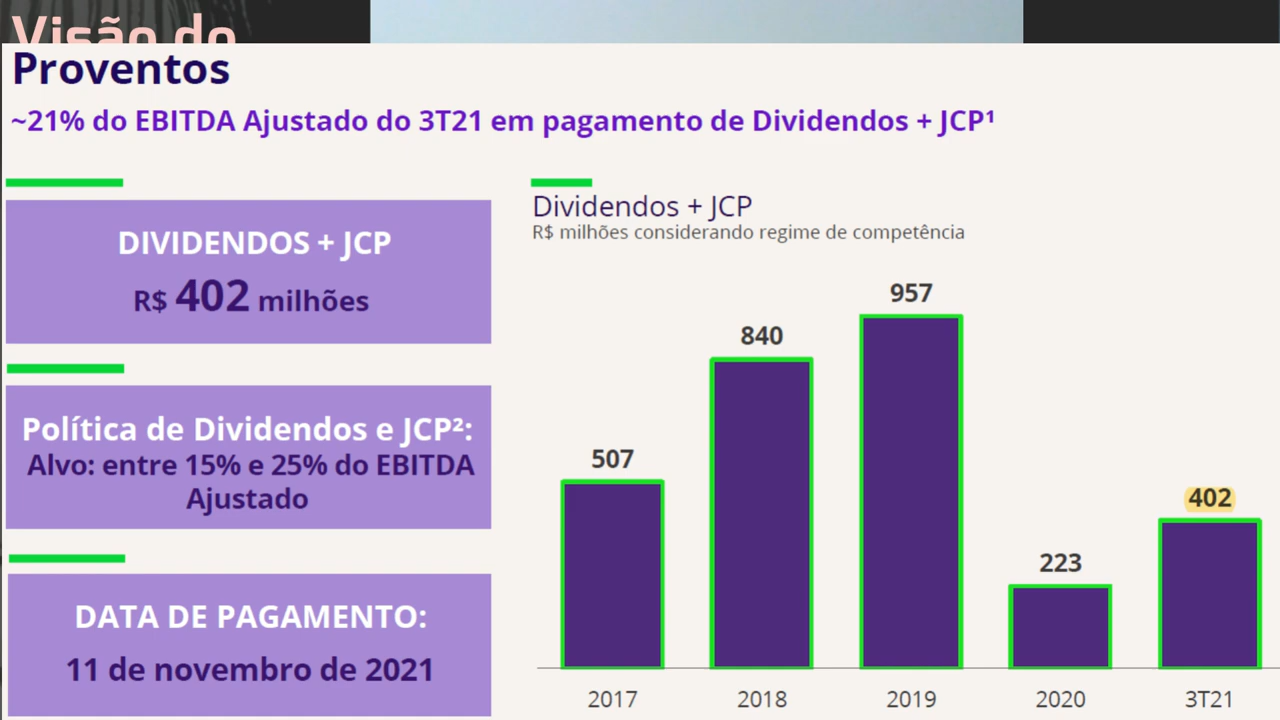 Visão do
Proventos
~21% do EBITDA Ajustado do 3T21 em pagamento de Dividendos + JCP¹
DIVIDENDOS + JCP
R$ 402 milhões
Política de Dividendos e JCP²:
Alvo: entre 15% e 25% do EBITDA
Ajustado
DATA DE PAGAMENTO:
11 de novembro de 2021
Dividendos + JCP
R$ milhões considerando regime de competência
507
840
957
223
402
2017
2018
2019
2020
3T21